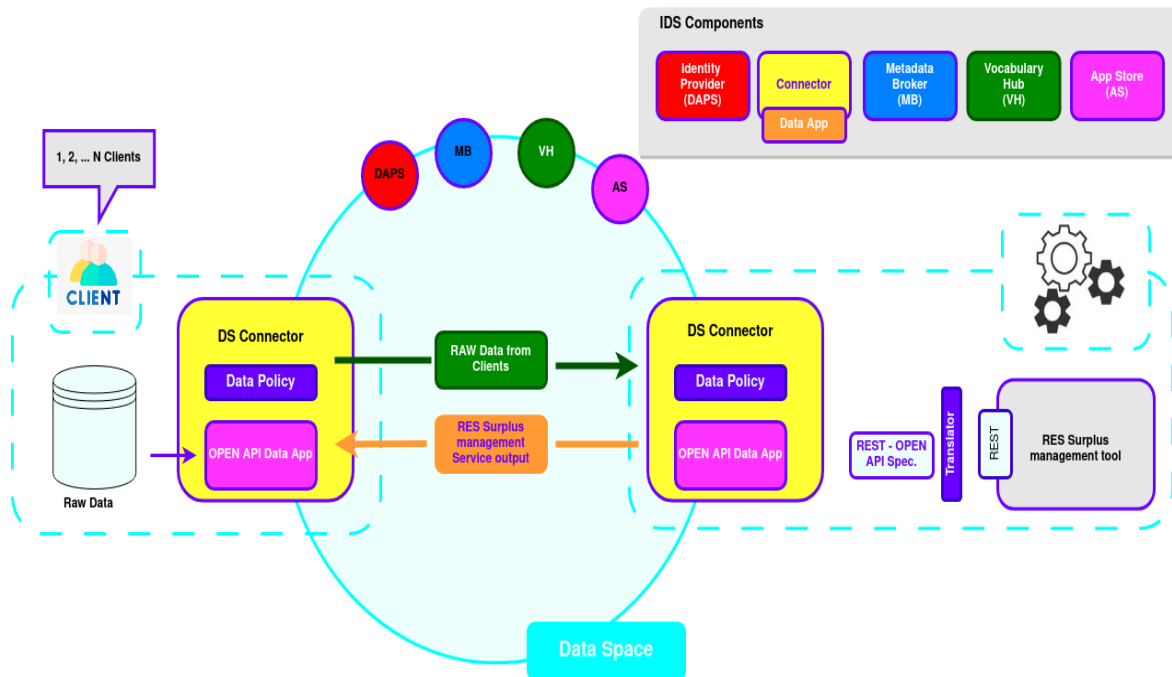 IDS Components
Identity
Provider
(DAPS)
Connector
Data App
Metadata
Broker
(MB)
Vocabulary
Hub
(VH)
App Store
(AS)
1, 2, ... N Clients
DAPS
MB
VH
AS
CLIENT
DS Connector
Data Policy
OPEN API Data App
Raw Data
RAW Data from
Clients
RES Surplus
management
Service output
DS Connector
Data Policy
OPEN API Data App
REST - OPEN
API Spec.
Translator
REST
RES Surplus
management tool
Data Space